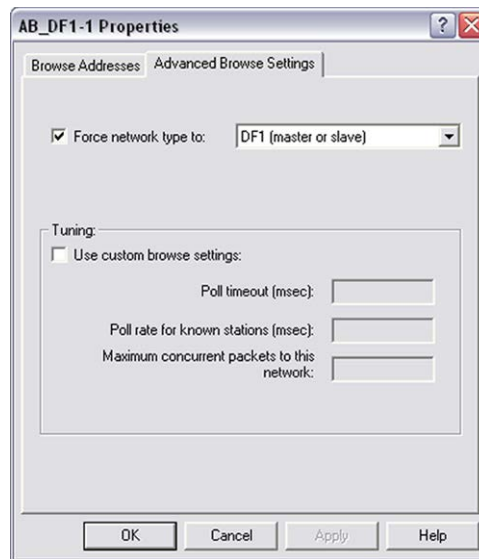 AB_DF1-1 Properties
Browse Addresses
Advanced Browse Settings
Force network type to:
DF1 (master or slave)
Tuning:
Use custom browse settings:
Poll timeout (msec):
Poll rate for known stations (msec):
Maximum concurrent packets to this
network:
OK
Cancel
Apply
Help